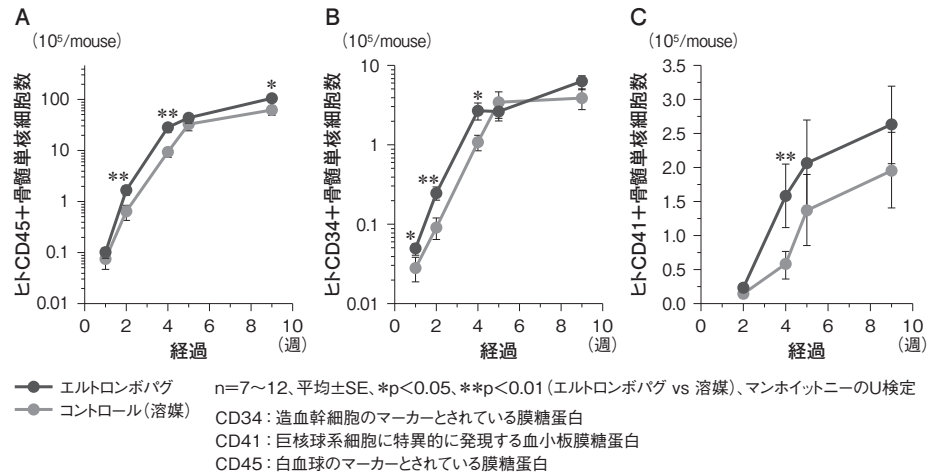 A
(10⁵/mouse)
ヒトCD45+骨髄単核細胞数
100
10
1
0.1
0.01
**
**
*
0 2 4 6 8 10
経過
(週)
B
(10⁵/mouse)
ヒトCD34+骨髄単核細胞数
10
1
0.1
0.01
*
**
*
0 2 4 6 8 10
経過
(週)
C
(10⁵/mouse)
ヒトCD41+骨髄単核細胞数
3.5
3.0
2.5
2.0
1.5
1.0
0.5
0.0
**
0 2 4 6 8 10
経過
(週)
エルトロンボパグ
コントロール(溶媒)
n=7〜12、平均±SE、*p<0.05、**p<0.01(エルトロンボパグ vs 溶媒)、マンホイットニーのU検定
CD34:造血幹細胞のマーカーとされている膜糖蛋白
CD41:巨核球系細胞に特異的に発現する血小板膜糖蛋白
CD45:白血球のマーカーとされている膜糖蛋白